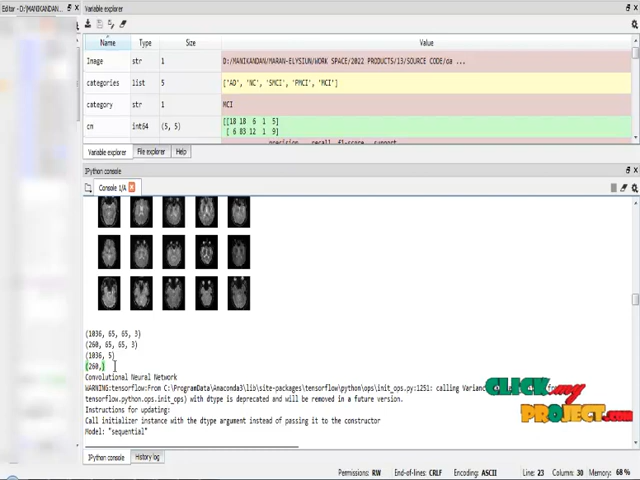 Editor - D:\MANIKANDAN...
Variable explorer
Name Type Size Value
Image str 1 D:/MANIKANDAN/MARAN-ELYSIUN/WORK SPACE/2022 PRODUCTS/13/SOURCE CODE/da ...
categories list 5 ['AD', 'NC', 'SMCI', 'PMCI', 'MCI']
category str 1 MCI
cm int64 (5, 5) [[18 18 6 1 5]
[ 6 83 12 1 9]
precision recall f1-score support
Variable explorer File explorer Help
IPython console
Console 1/A
(1036, 65, 65, 3)
(260, 65, 65, 3)
(1036, 5)
(260,)
Convolutional Neural Network
WARNING:tensorflow:From C:\ProgramData\Anaconda3\lib\site-packages\tensorflow\python\ops\init_ops.py:1251: calling
tensorflow.python.ops.init_ops) with dtype is deprecated and will be removed in a future version.
Instructions for updating:
Call initializer instance with the dtype argument instead of passing it to the constructor
Model: "sequential"
CLICK my PROJECT.com
IPython console History log
Permissions: RW End-of-lines: CRLF Encoding: ASCII Line: 23 Column: 30 Memory: 68 %